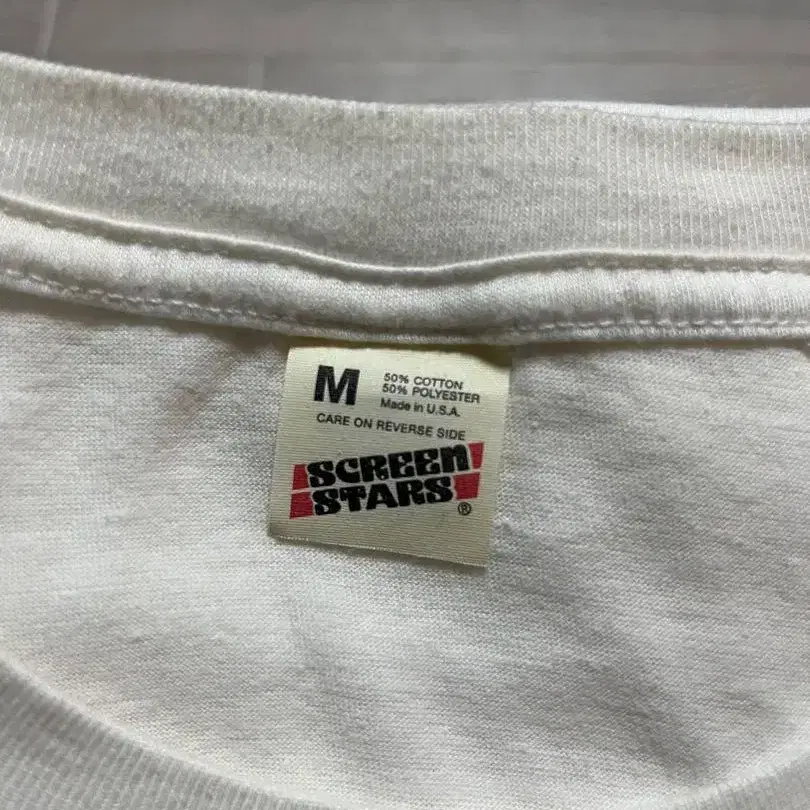 M
50% COTTON
50% POLYESTER
Made in U.S.A.
CARE ON REVERSE SIDE
SCREEN
STARS®